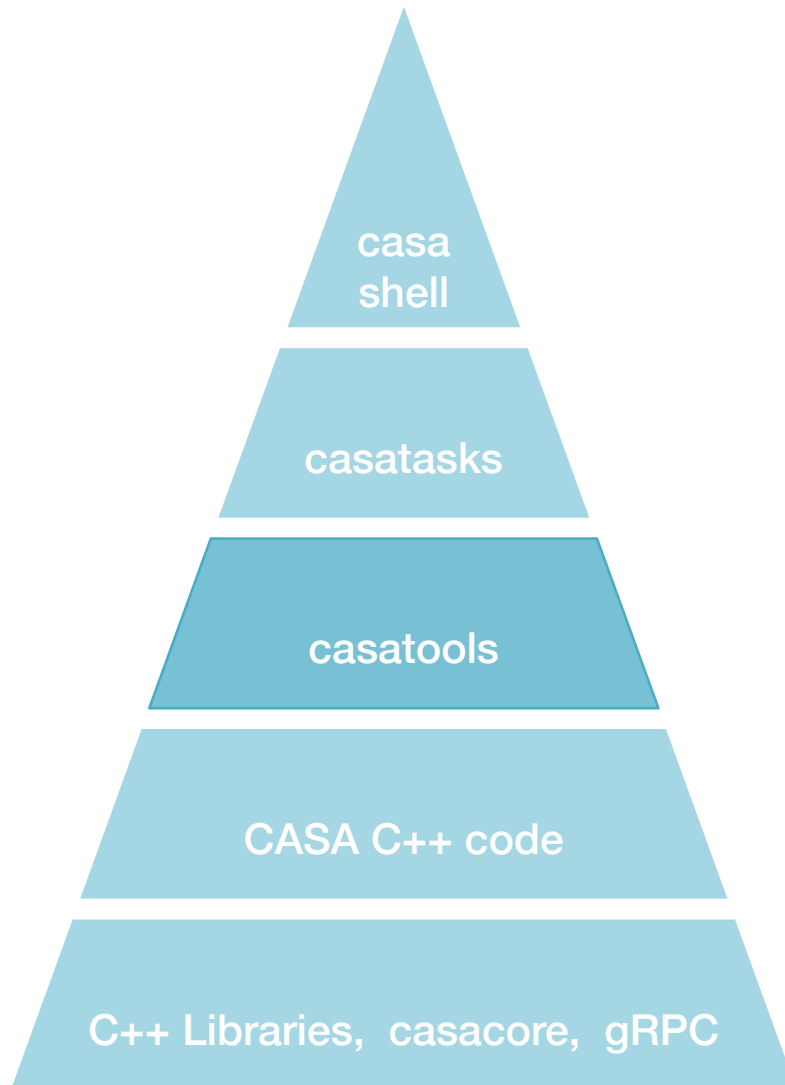 casa
shell
casatasks
casatools
CASA C++ code
C++ Libraries, casacore, gRPC